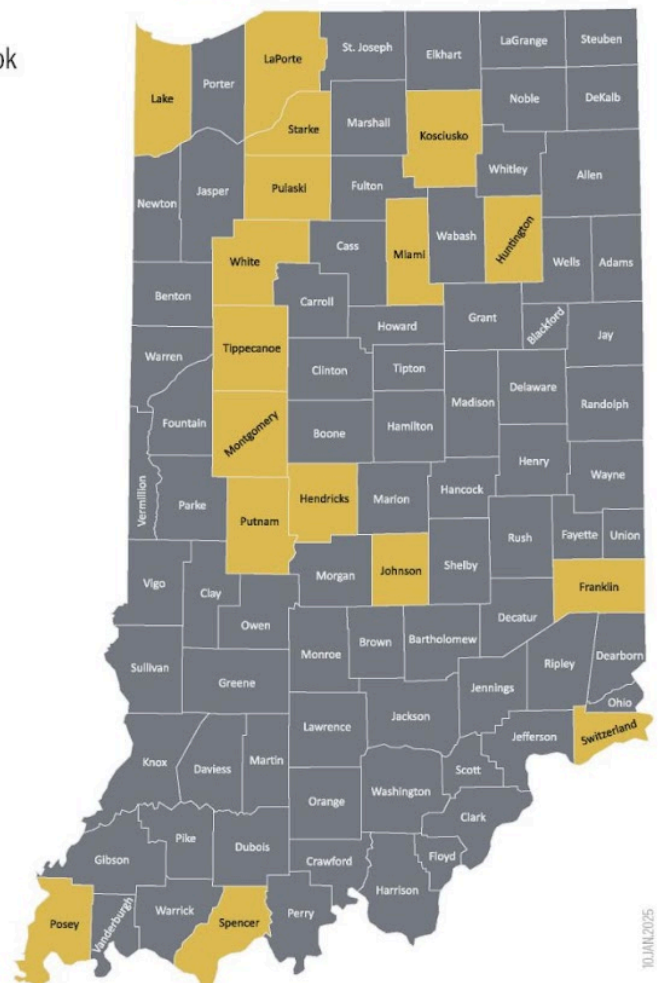 ok
St. Joseph
Elkhart
LaGrange
Steuben
LaPorte
Lake
Porter
Noble
DeKalb
Starke
Marshall
Kosciusko
Whitley
Allen
Newton
Jasper
Pulaski
Fulton
Miami
Wabash
Huntington
Wells
Adams
White
Cass
Benton
Carroll
Howard
Grant
Blackford
Jay
Warren
Tippecanoe
Clinton
Tipton
Madison
Delaware
Randolph
Fountain
Montgomery
Boone
Hamilton
Henry
Wayne
Vermillion
Parke
Putnam
Hendricks
Marion
Hancock
Rush
Fayette
Union
Vigo
Clay
Morgan
Johnson
Shelby
Franklin
Owen
Decatur
Sullivan
Greene
Monroe
Brown
Bartholomew
Ripley
Dearborn
Jennings
Ohio
Knox
Daviess
Martin
Lawrence
Jackson
Jefferson
Switzerland
Scott
Orange
Washington
Clark
Gibson
Pike
Dubois
Crawford
Floyd
Harrison
Posey
Vanderburgh
Warrick
Spencer
Perry
10JAN.2025